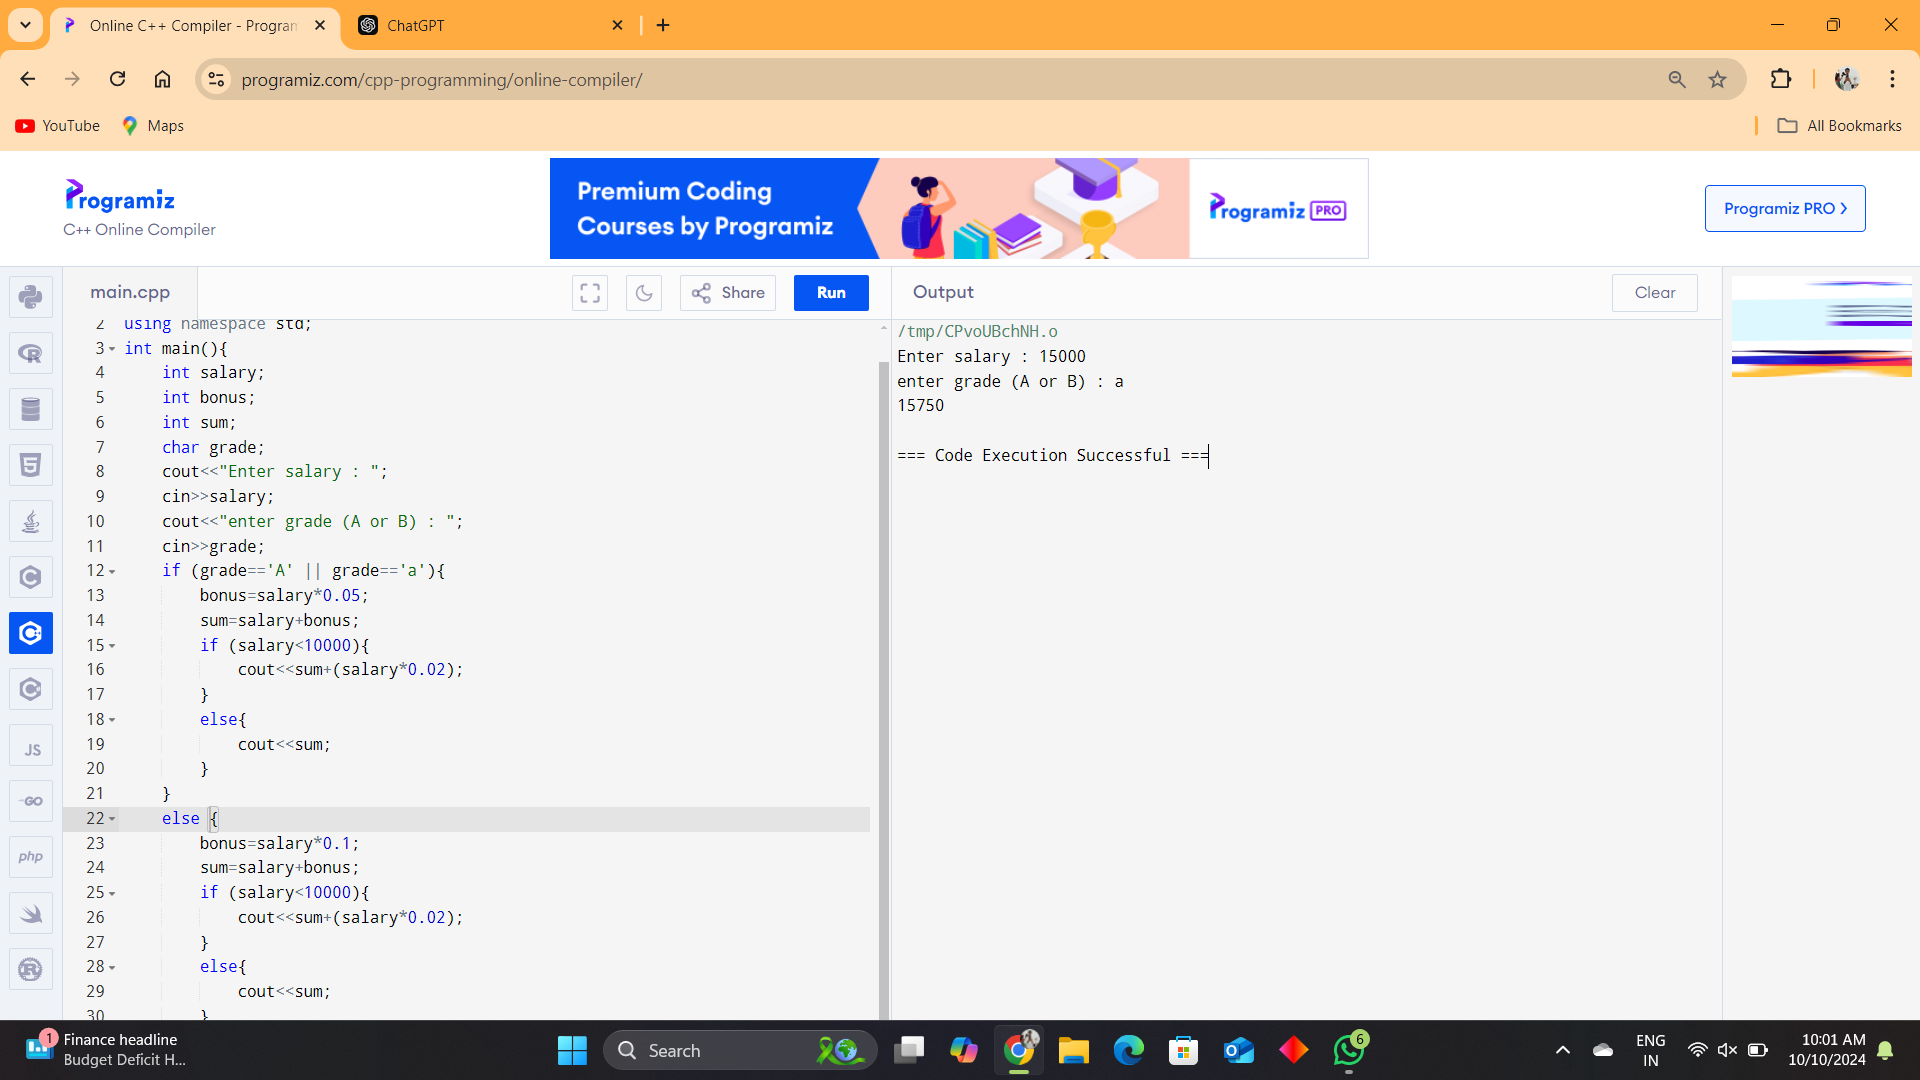 Online C++ Compiler - Program
ChatGPT
programiz.com/cpp-programming/online-compiler/
YouTube
Maps
All Bookmarks
Programiz
C++ Online Compiler
Premium Coding
Courses by Programiz
Programiz PRO
Programiz PRO ›
main.cpp
Share
Run
Output
Clear
2 using namespace std;
3 int main(){
4 int salary;
5 int bonus;
6 int sum;
7 char grade;
8 cout<<"Enter salary : ";
9 cin>>salary;
10 cout<<"enter grade (A or B) : ";
11 cin>>grade;
12 if (grade=='A' || grade=='a'){
13 bonus=salary*0.05;
14 sum=salary+bonus;
15 if (salary<10000){
16 cout<<sum+(salary*0.02);
17 }
18 else{
19 cout<<sum;
20 }
21 }
22 else {
23 bonus=salary*0.1;
24 sum=salary+bonus;
25 if (salary<10000){
26 cout<<sum+(salary*0.02);
27 }
28 else{
29 cout<<sum;
30 }
/tmp/CPvoUBchNH.o
Enter salary : 15000
enter grade (A or B) : a
15750
=== Code Execution Successful ===
JS
GO
php
1
Finance headline
Budget Deficit H...
Search
6
ENG
IN
10:01 AM
10/10/2024